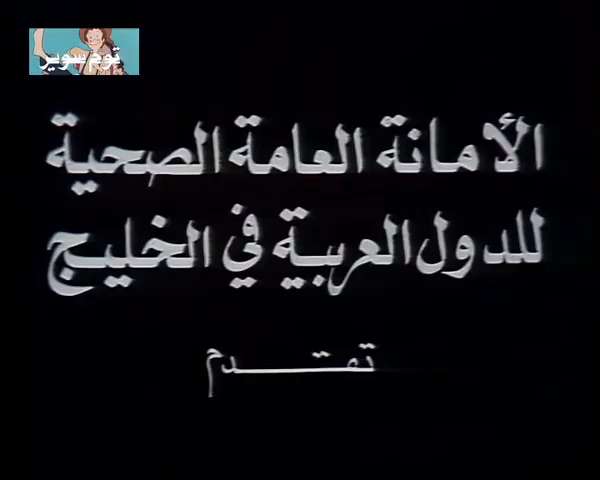 توم سوير
الأمانة العامة الصحية
للدول العربية في الخليج
تقدم